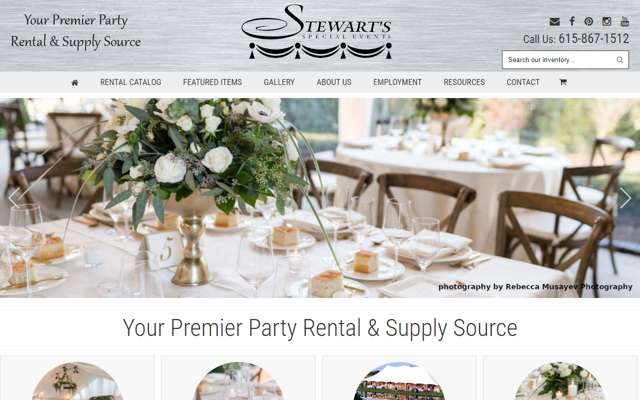 Your Premier Party
Rental & Supply Source
STEWART'S
SPECIAL EVENTS
Call Us: 615-867-1512
Search our inventory...
RENTAL CATALOG
FEATURED ITEMS
GALLERY
ABOUT US
EMPLOYMENT
RESOURCES
CONTACT
5
photography by Rebecca Musayev Photography
Your Premier Party Rental & Supply Source